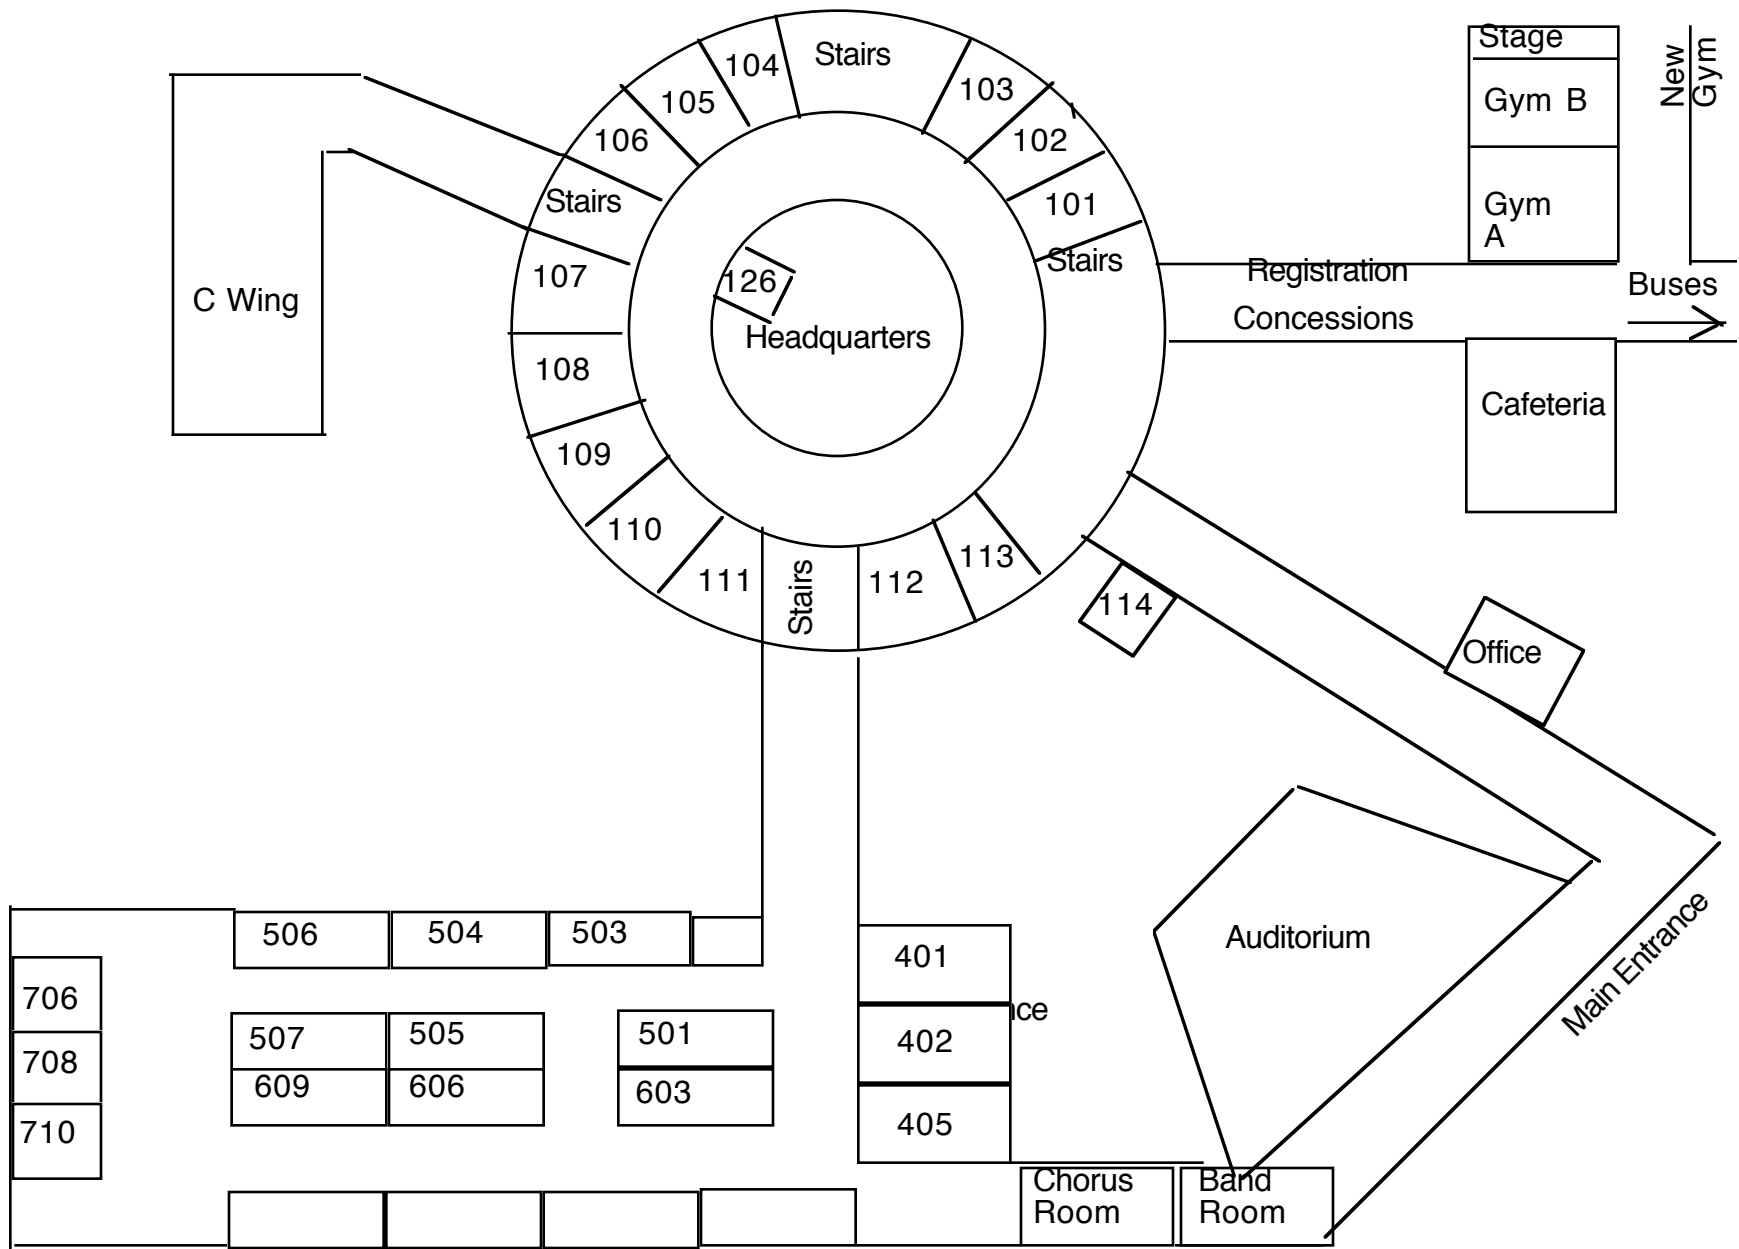 Stage
New
Gym
Gym B
Gym
A
104
Stairs
103
105
102
106
101
Stairs
Stairs
107
126
Registration
Buses
C Wing
Concessions
Headquarters
108
Cafeteria
109
110
113
111
Stairs
112
114
Office
506
504
503
401
Auditorium
Main Entrance
706
507
505
501
402
nce
708
609
606
603
710
405
Chorus
Room
Band
Room